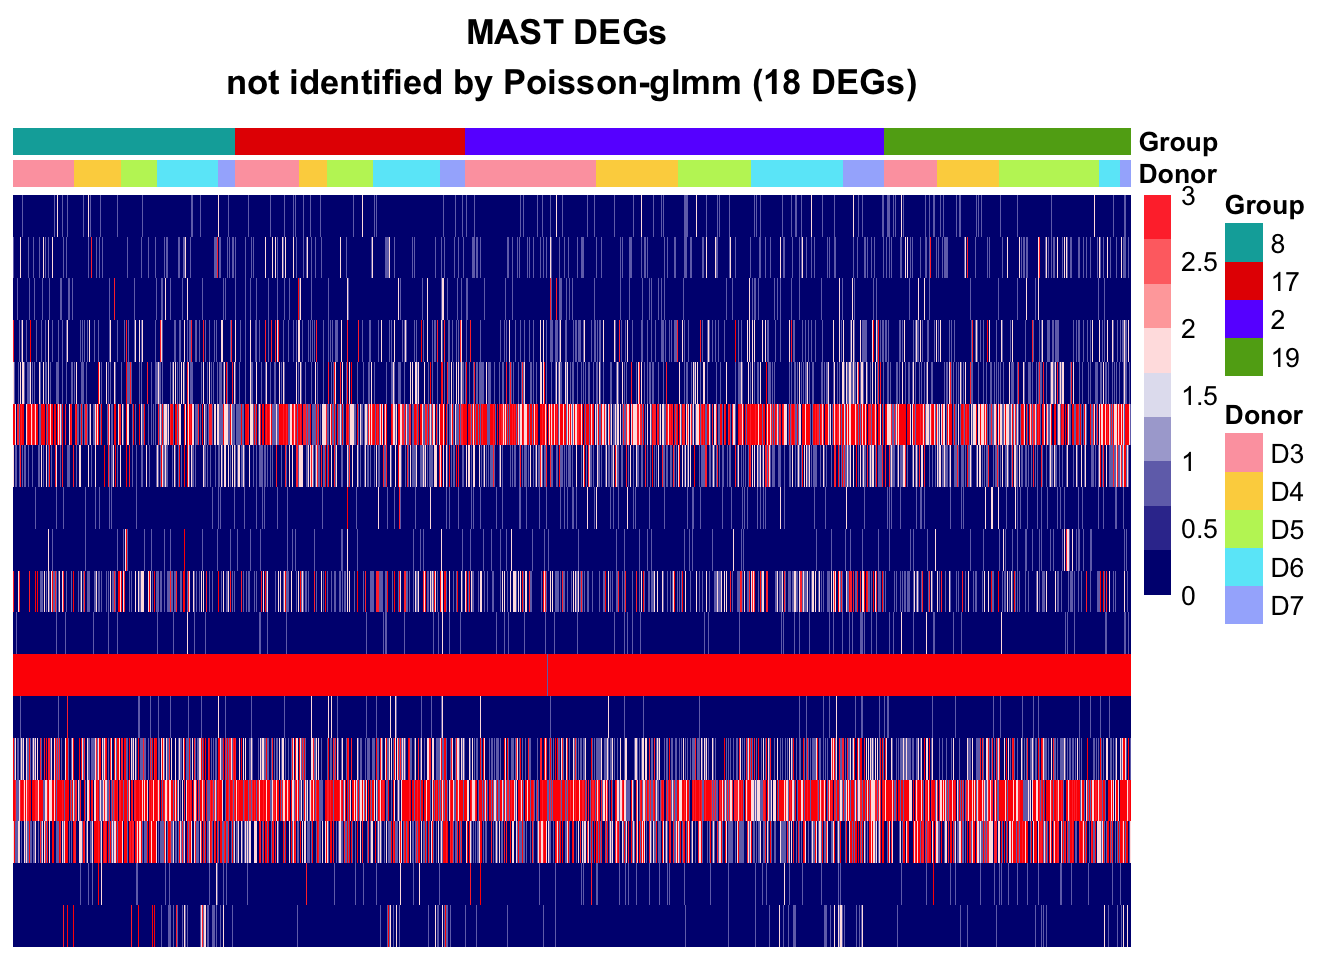 MAST DEGs
not identified by Poisson-glmm (18 DEGs)
Group
Donor
3
2.5
2
1.5
1
0.5
0
Group
8
17
2
19
Donor
D3
D4
D5
D6
D7